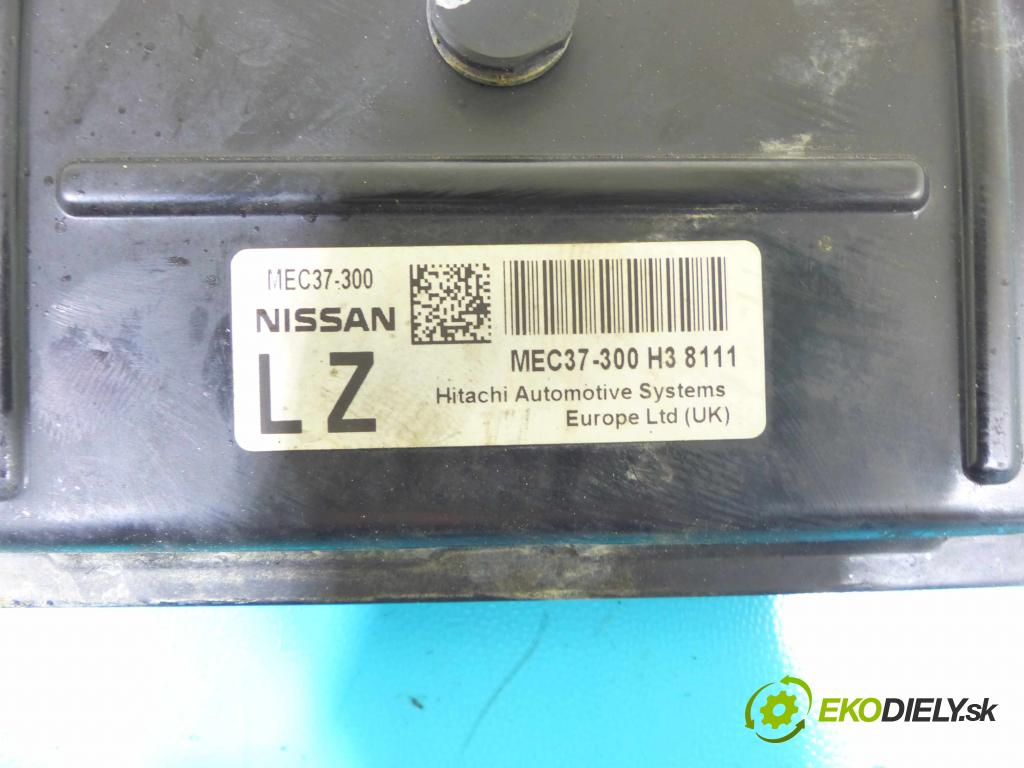 MEC37-300
NISSAN
LZ
MEC37-300 H3 8111
Hitachi Automotive Systems
Europe Ltd (UK)
EKODIELY.sk